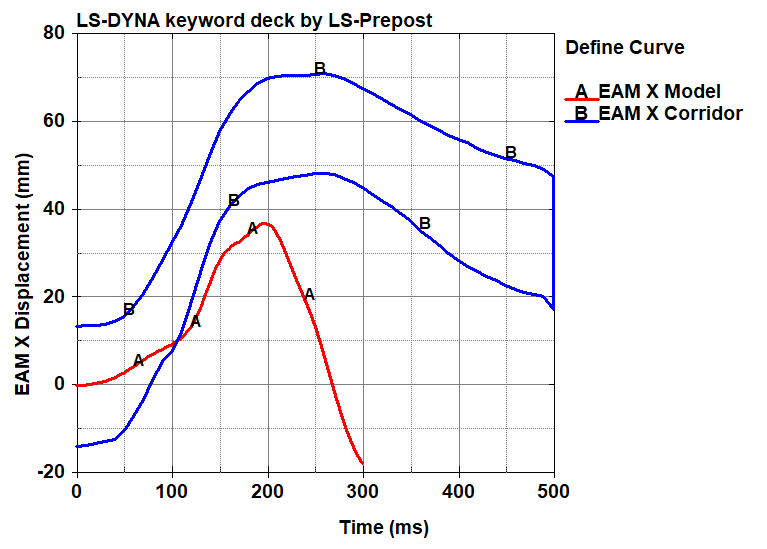 LS-DYNA keyword deck by LS-Prepost
Define Curve
A EAM X Model
B EAM X Corridor
EAM X Displacement (mm)
80
60
40
20
0
-20
B
B
B
B
B
A
A
A
A
0 100 200 300 400 500
Time (ms)